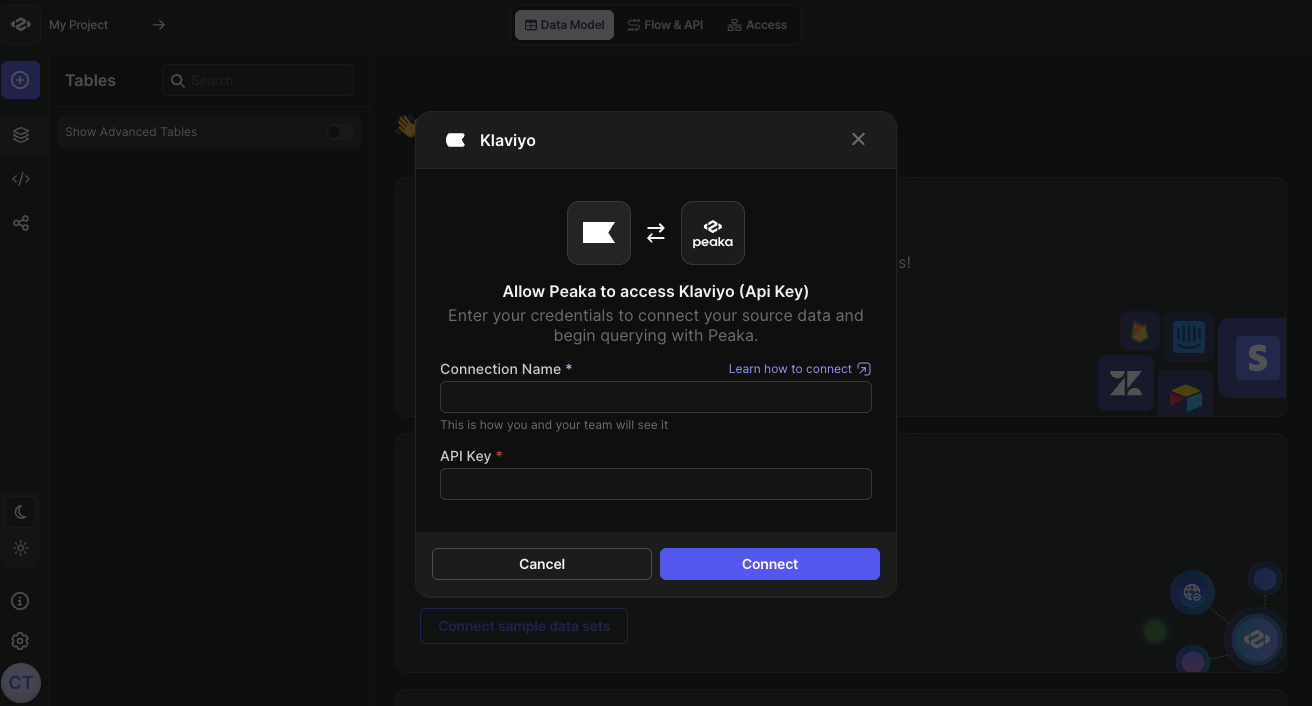 My Project
Data Model
Flow & API
Access
Tables
Search
Show Advanced Tables
Klaviyo
peaka
s!
Allow Peaka to access Klaviyo (Api Key)
Enter your credentials to connect your source data and
begin querying with Peaka.
Connection Name *
Learn how to connect
This is how you and your team will see it
API Key *
Cancel
Connect
Connect sample data sets
S
CT